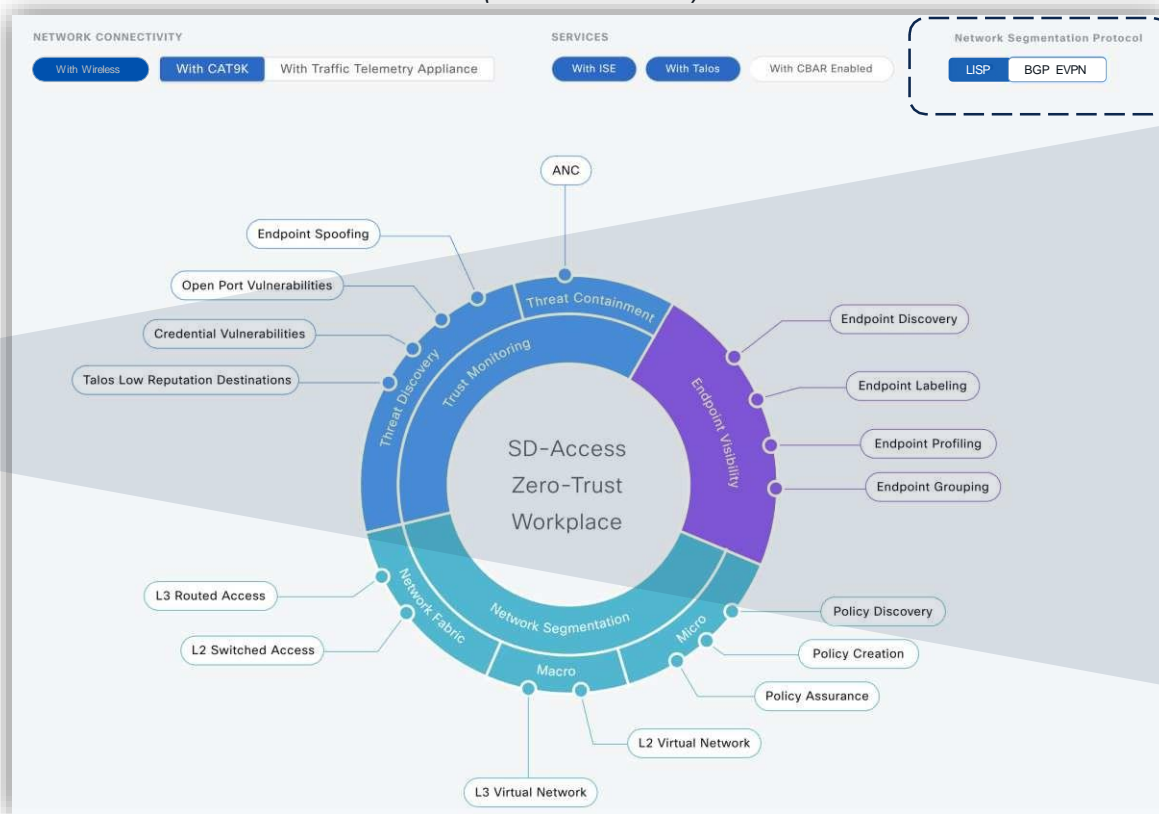 NETWORK CONNECTIVITY
SERVICES
Network Segmentation Protocol
With Wireless
With CAT9K
With Traffic Telemetry Appliance
With ISE
With Talos
With CBAR Enabled
LISP
BGP EVPN
ANC
Endpoint Spoofing
Open Port Vulnerabilities
Credential Vulnerabilities
Talos Low Reputation Destinations
Threat Containment
Threat Discovery
Trust Monitoring
Endpoint Visibility
Endpoint Discovery
Endpoint Labeling
Endpoint Profiling
Endpoint Grouping
SD-Access
Zero-Trust
Workplace
Network Fabric
Network Segmentation
Macro
Micro
L3 Routed Access
L2 Switched Access
Policy Discovery
Policy Creation
Policy Assurance
L2 Virtual Network
L3 Virtual Network